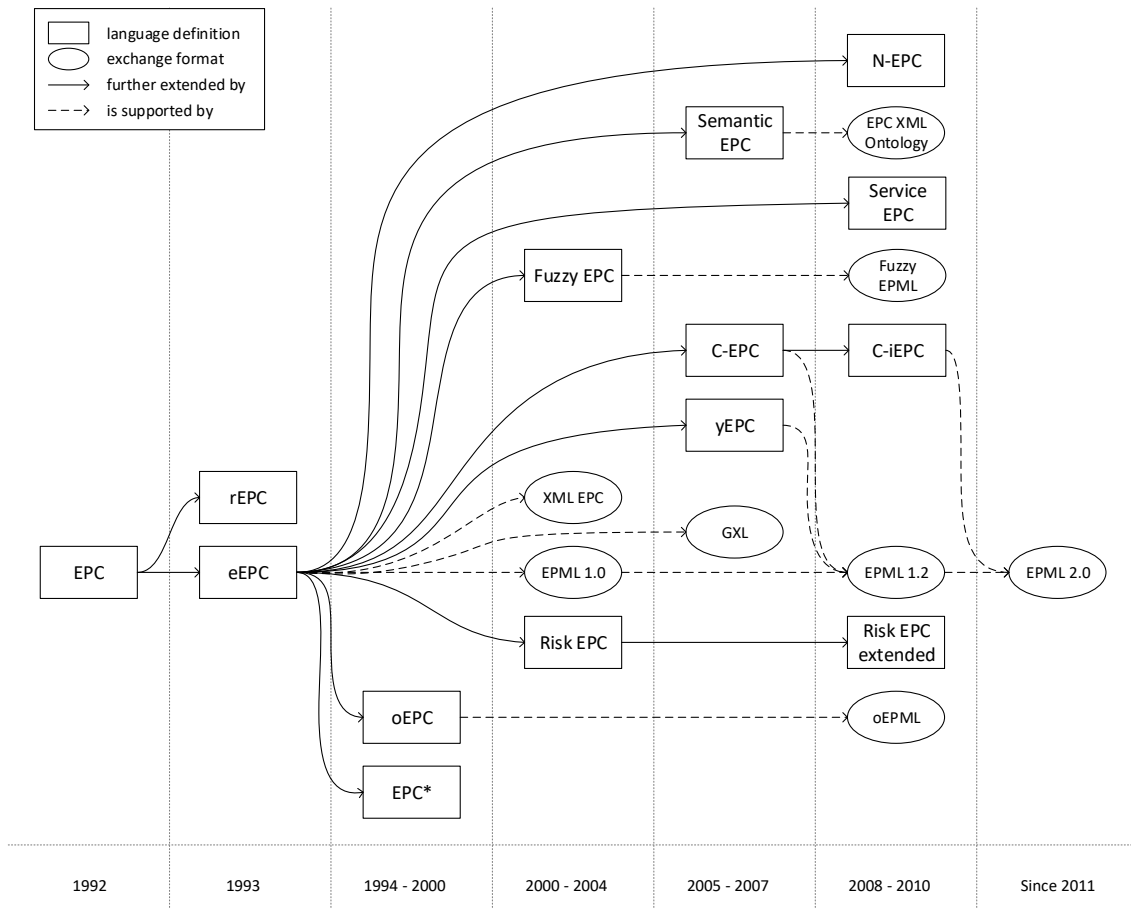 language definition
exchange format
further extended by
is supported by
N-EPC
Semantic
EPC
EPC XML
Ontology
Service
EPC
Fuzzy EPC
Fuzzy
EPML
C-EPC
C-iEPC
yEPC
rEPC
XML EPC
GXL
EPC
eEPC
EPML 1.0
EPML 1.2
EPML 2.0
Risk EPC
Risk EPC
extended
oEPC
oEPML
EPC*
1992
1993
1994 - 2000
2000 - 2004
2005 - 2007
2008 - 2010
Since 2011